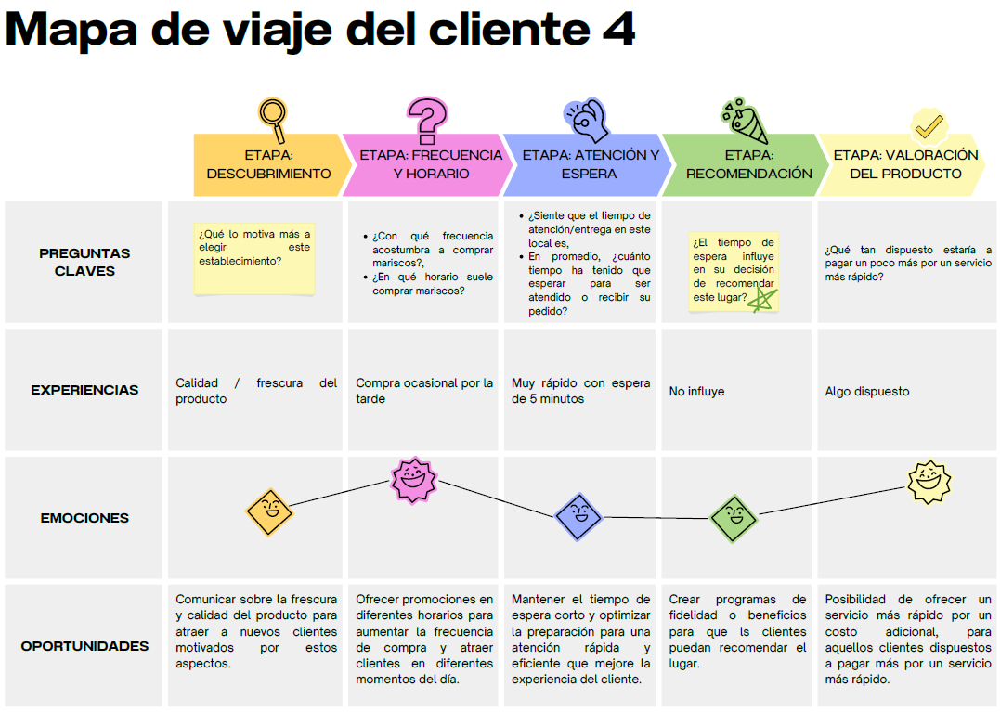 Mapa de viaje del cliente 4
ETAPA:
DESCUBRIMIENTO
ETAPA: FRECUENCIA
Y HORARIO
ETAPA: ATENCIÓN Y
ESPERA
ETAPA:
RECOMENDACIÓN
ETAPA: VALORACIÓN
DEL PRODUCTO
PREGUNTAS
CLAVES
¿Qué lo motiva más a
elegir este
establecimiento?
• ¿Con qué frecuencia
acostumbra a comprar
mariscos?,
• ¿En qué horario suele
comprar mariscos?
• ¿Siente que el tiempo de
atención/entrega en este
local es,
• En promedio, ¿cuánto
tiempo ha tenido que
esperar para ser
atendido o recibir su
pedido?
¿El tiempo de
espera influye
en su decisión
de recomendar
este lugar?
¿Qué tan dispuesto estaría a
pagar un poco más por un servicio
más rápido?
EXPERIENCIAS
Calidad / frescura del
producto
Compra ocasional por la
tarde
Muy rápido con espera
de 5 minutos
No influye
Algo dispuesto
EMOCIONES
OPORTUNIDADES
Comunicar sobre la frescura
y calidad del producto para
atraer a nuevos clientes
motivados por estos
aspectos.
Ofrecer promociones en
diferentes horarios para
aumentar la frecuencia
de compra y atraer
clientes en diferentes
momentos del día.
Mantener el tiempo de
espera corto y optimizar
la preparación para una
atención rápida y
eficiente que mejore la
experiencia del cliente.
Crear programas de
fidelidad o beneficios
para que ls clientes
puedan recomendar el
lugar.
Posibilidad de ofrecer un
servicio más rápido por un
costo adicional, para
aquellos clientes dispuestos
a pagar más por un servicio
más rápido.